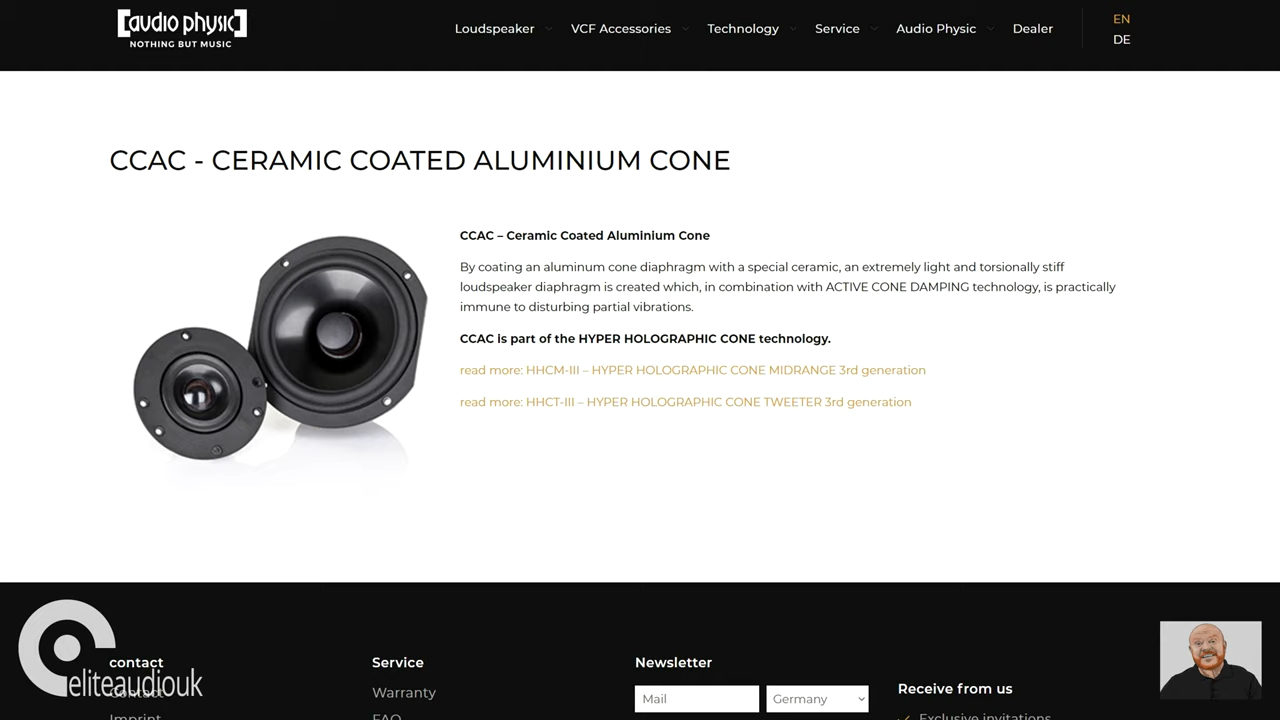 [audio physic]
NOTHING BUT MUSIC
Loudspeaker
VCF Accessories
Technology
Service
Audio Physic
Dealer
EN
DE
CCAC - CERAMIC COATED ALUMINIUM CONE
CCAC – Ceramic Coated Aluminium Cone
By coating an aluminum cone diaphragm with a special ceramic, an extremely light and torsionally stiff
loudspeaker diaphragm is created which, in combination with ACTIVE CONE DAMPING technology, is practically
immune to disturbing partial vibrations.
CCAC is part of the HYPER HOLOGRAPHIC CONE technology.
read more: HHCM-III – HYPER HOLOGRAPHIC CONE MIDRANGE 3rd generation
read more: HHCT-III – HYPER HOLOGRAPHIC CONE TWEETER 3rd generation
contact
Contact
Imprint
eliteaudiouk
Service
Warranty
FAQ
Newsletter
Mail
Germany
Receive from us
Exclusive invitations